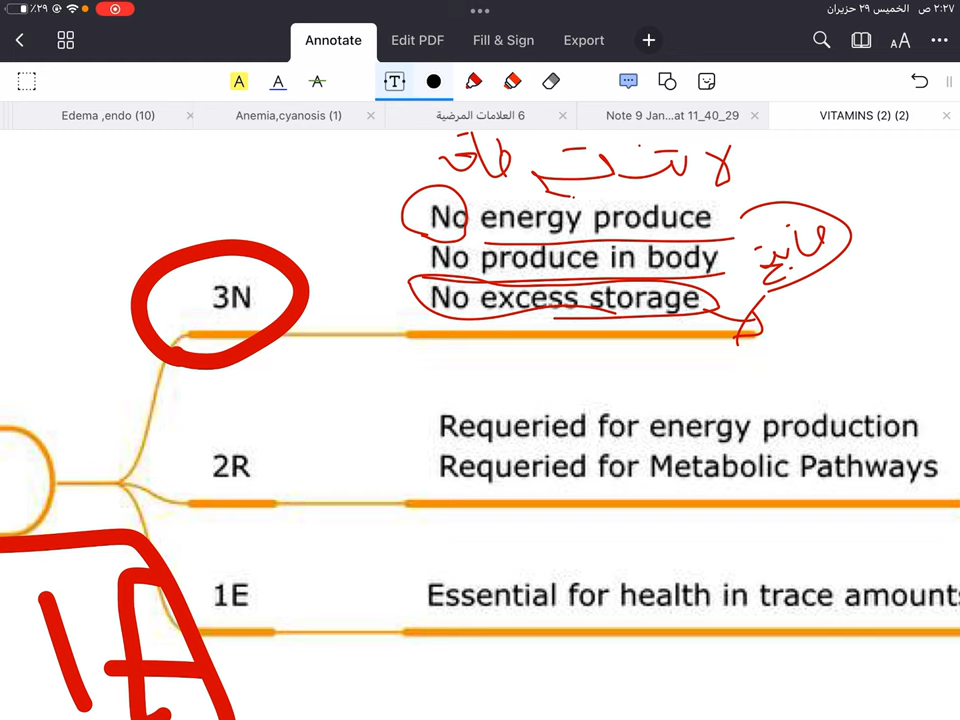 ٪٢٩
٢:٢٧ ص الخميس ٢٩ حزيران
Annotate
Edit PDF
Fill & Sign
Export
Edema ,endo (10)
Anemia,cyanosis (1)
6 العلامات المرضية
Note 9 Jan...at 11_40_29
VITAMINS (2) (2)
لا تنتج طاقة
No energy produce
No produce in body
No excess storage
3N
Requeried for energy production
2R
Requeried for Metabolic Pathways
1E
Essential for health in trace amounts